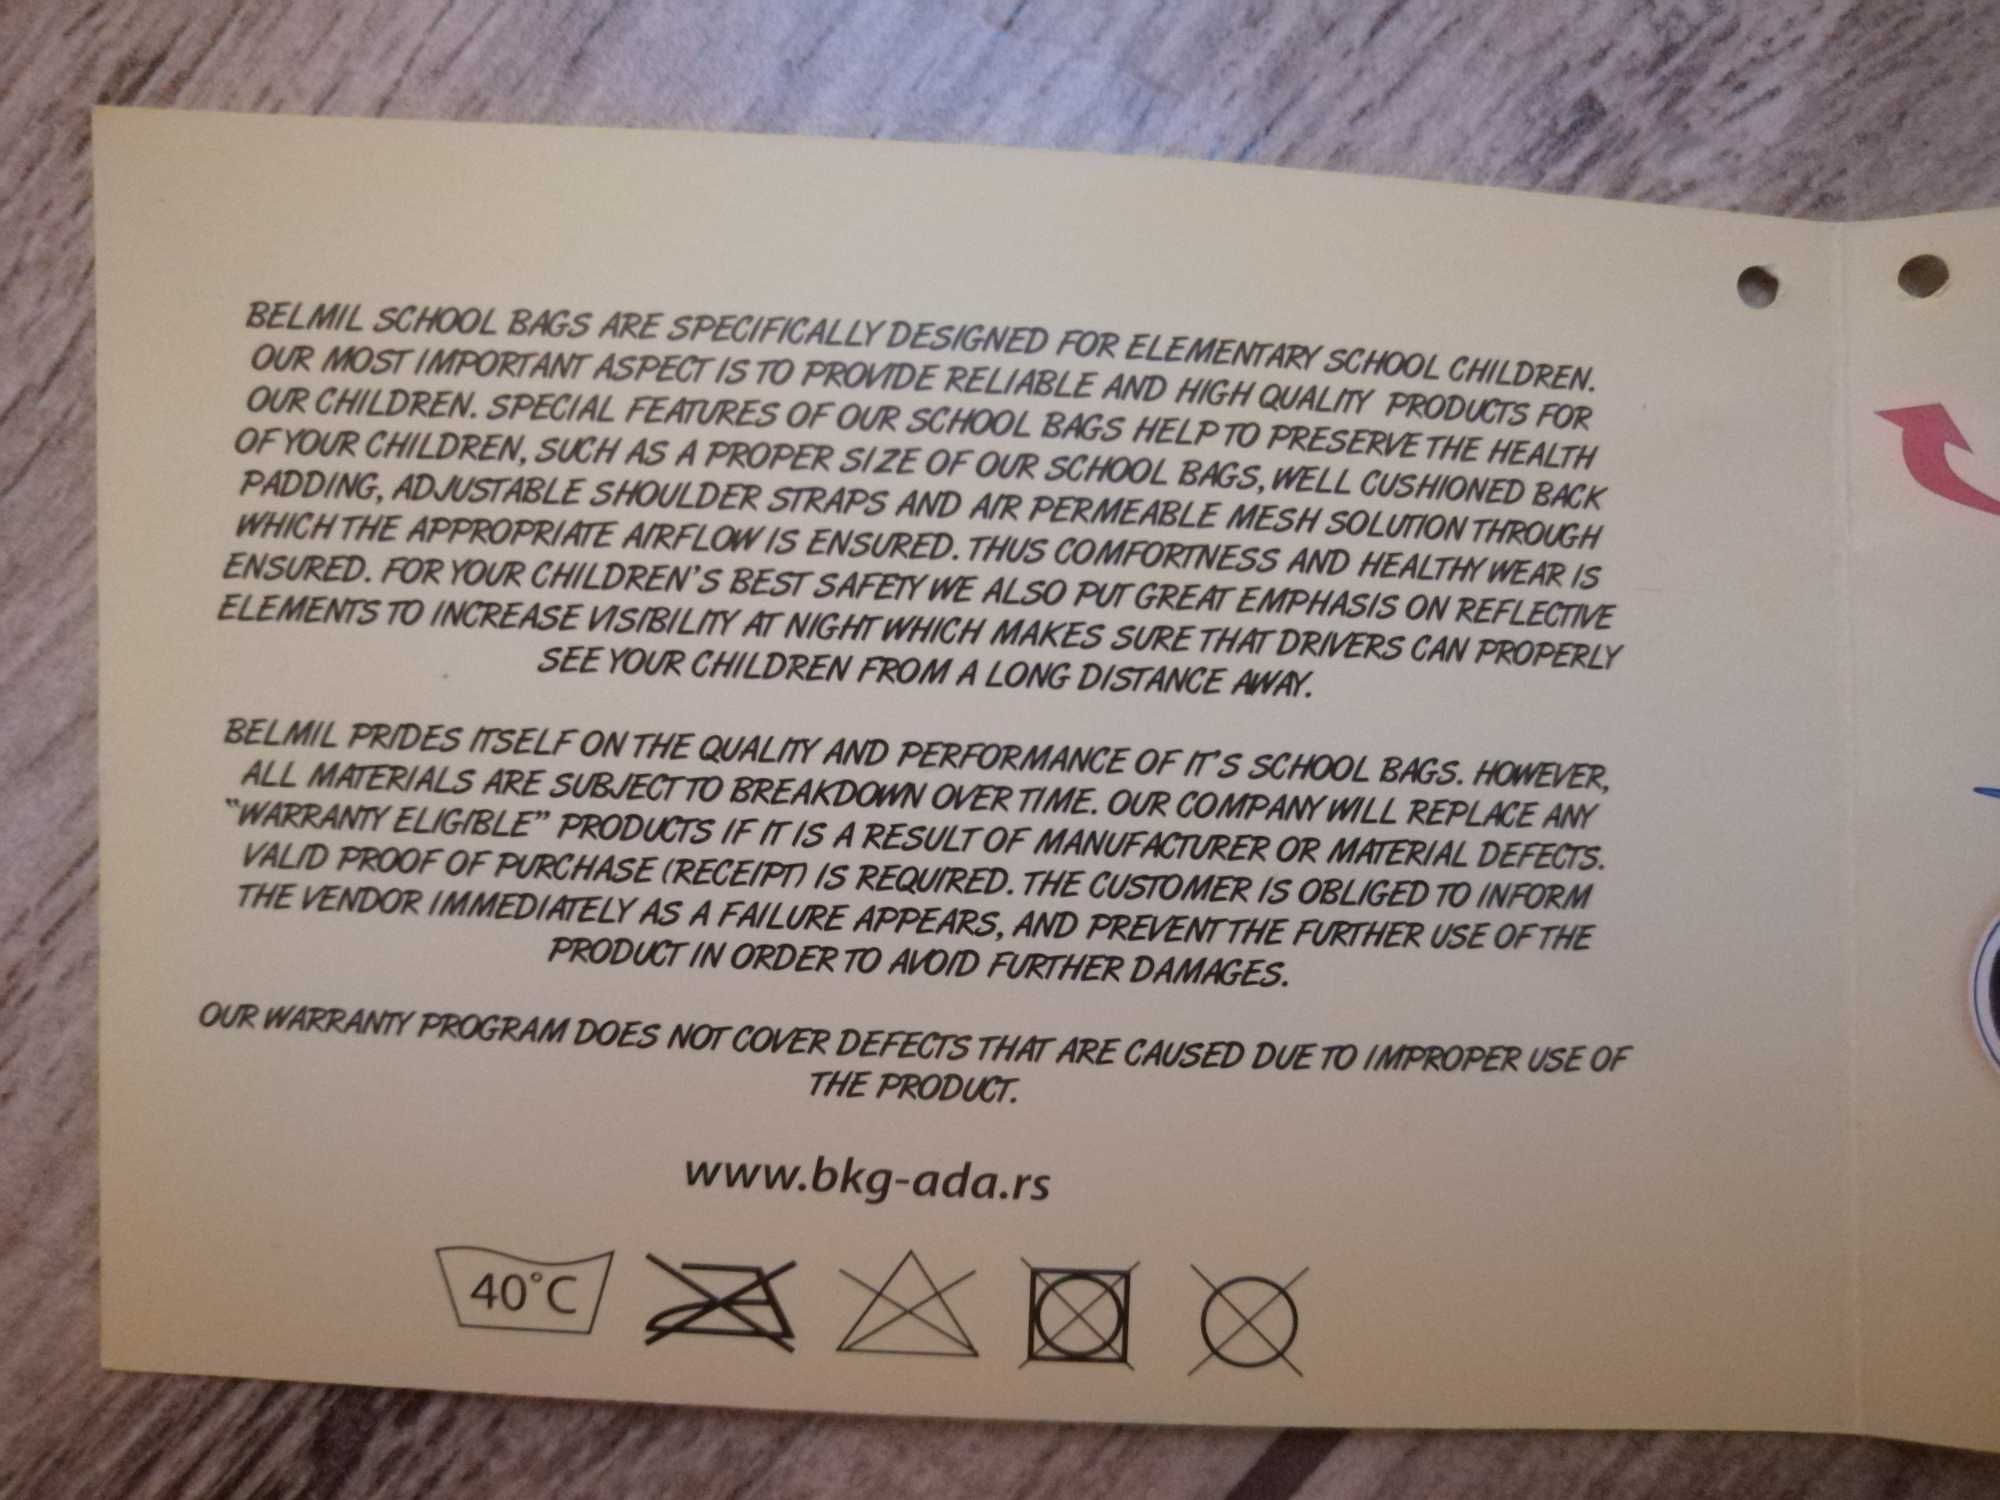 BELMIL SCHOOL BAGS ARE SPECIFICALLY DESIGNED FOR ELEMENTARY SCHOOL CHILDREN.
OUR MOST IMPORTANT ASPECT IS TO PROVIDE RELIABLE AND HIGH QUALITY PRODUCTS FOR
OUR CHILDREN. SPECIAL FEATURES OF OUR SCHOOL BAGS HELP TO PRESERVE THE HEALTH
OF YOUR CHILDREN, SUCH AS A PROPER SIZE OF OUR SCHOOL BAGS, WELL CUSHIONED BACK
PADDING, ADJUSTABLE SHOULDER STRAPS AND AIR PERMEABLE MESH SOLUTION THROUGH
WHICH THE APPROPRIATE AIRFLOW IS ENSURED. THUS COMFORTNESS AND HEALTHY WEAR IS
ENSURED. FOR YOUR CHILDREN'S BEST SAFETY WE ALSO PUT GREAT EMPHASIS ON REFLECTIVE
ELEMENTS TO INCREASE VISIBILITY AT NIGHT WHICH MAKES SURE THAT DRIVERS CAN PROPERLY
SEE YOUR CHILDREN FROM A LONG DISTANCE AWAY.
BELMIL PRIDES ITSELF ON THE QUALITY AND PERFORMANCE OF IT'S SCHOOL BAGS. HOWEVER,
ALL MATERIALS ARE SUBJECT TO BREAKDOWN OVER TIME. OUR COMPANY WILL REPLACE ANY
"WARRANTY ELIGIBLE" PRODUCTS IF IT IS A RESULT OF MANUFACTURER OR MATERIAL DEFECTS.
VALID PROOF OF PURCHASE (RECEIPT) IS REQUIRED. THE CUSTOMER IS OBLIGED TO INFORM
THE VENDOR IMMEDIATELY AS A FAILURE APPEARS, AND PREVENT THE FURTHER USE OF THE
PRODUCT IN ORDER TO AVOID FURTHER DAMAGES.
OUR WARRANTY PROGRAM DOES NOT COVER DEFECTS THAT ARE CAUSED DUE TO IMPROPER USE OF
THE PRODUCT.
www.bkg-ada.rs
40°C